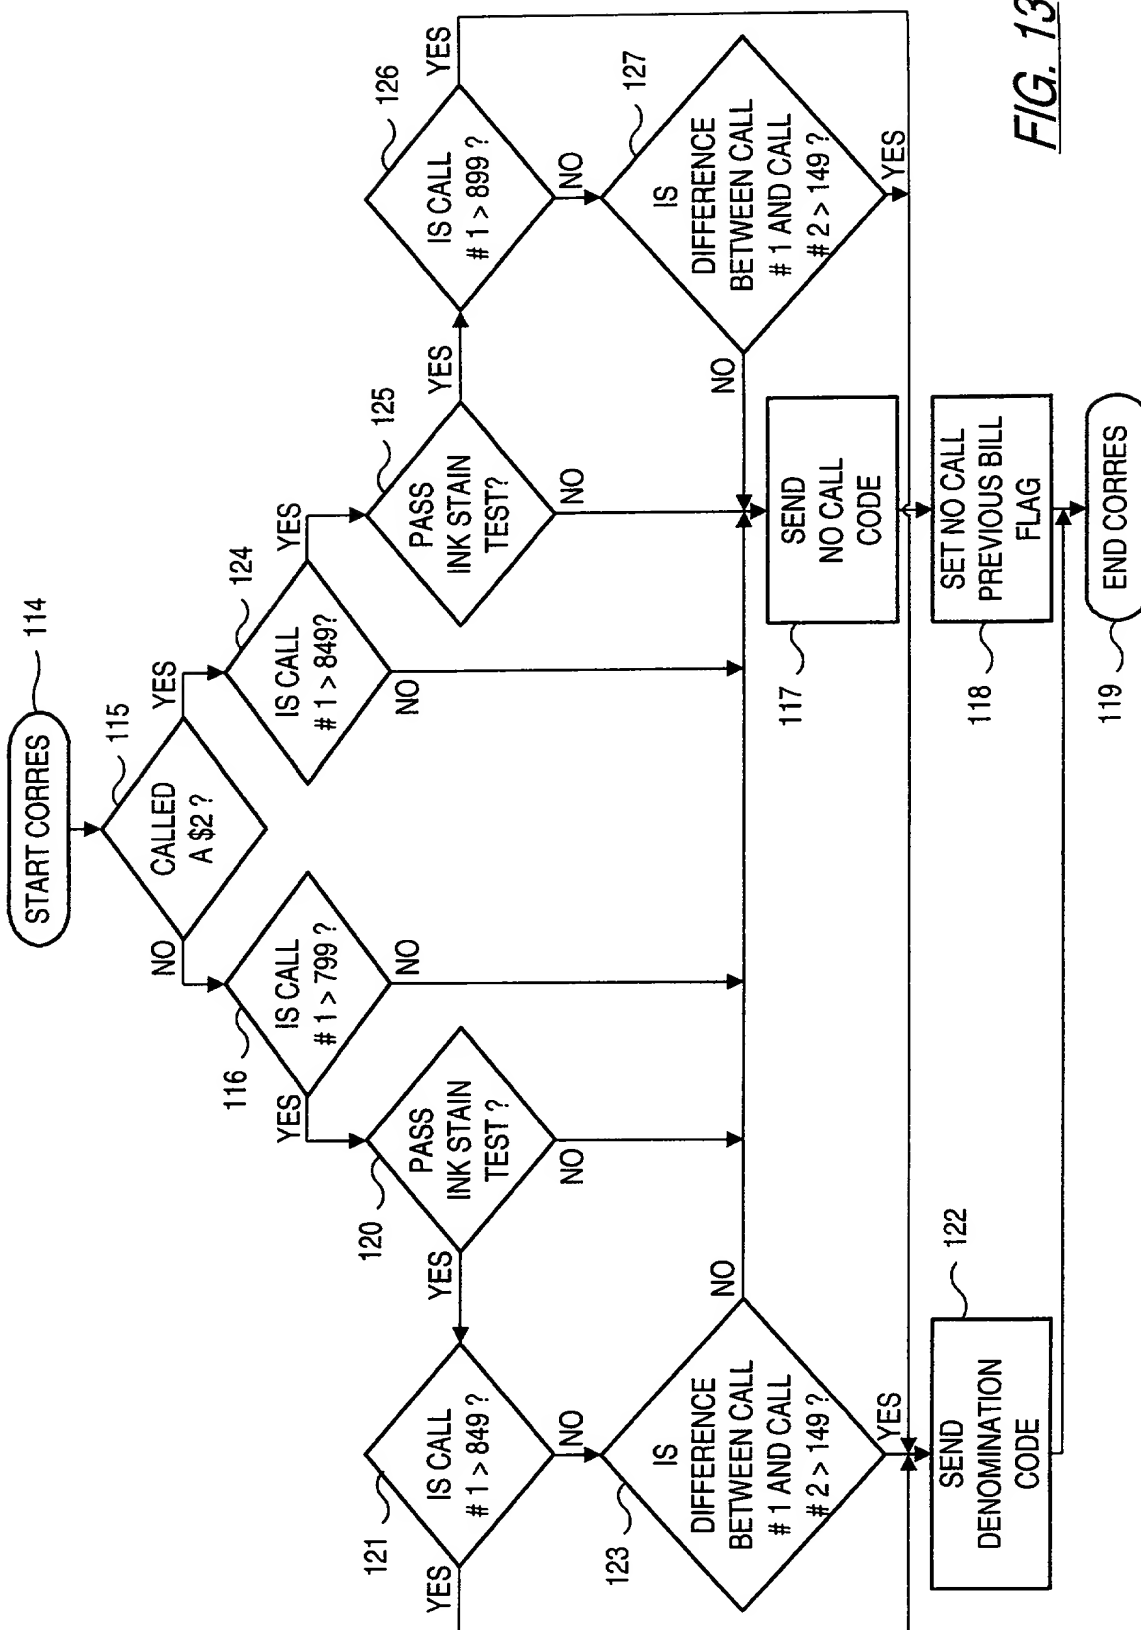 START CORRES
114
CALLED
A $2 ?
115
NO
YES
IS CALL
# 1 > 799 ?
116
YES
NO
IS CALL
# 1 > 849?
124
YES
NO
PASS
INK STAIN
TEST ?
120
YES
NO
PASS
INK STAIN
TEST?
125
YES
NO
IS CALL
# 1 > 849 ?
121
YES
NO
IS CALL
# 1 > 899 ?
126
YES
NO
IS
DIFFERENCE
BETWEEN CALL
# 1 AND CALL
# 2 > 149 ?
123
NO
YES
IS
DIFFERENCE
BETWEEN CALL
# 1 AND CALL
# 2 > 149 ?
127
NO
YES
SEND
NO CALL
CODE
117
SEND
DENOMINATION
CODE
122
SET NO CALL
PREVIOUS BILL
FLAG
118
END CORRES
119
FIG. 13